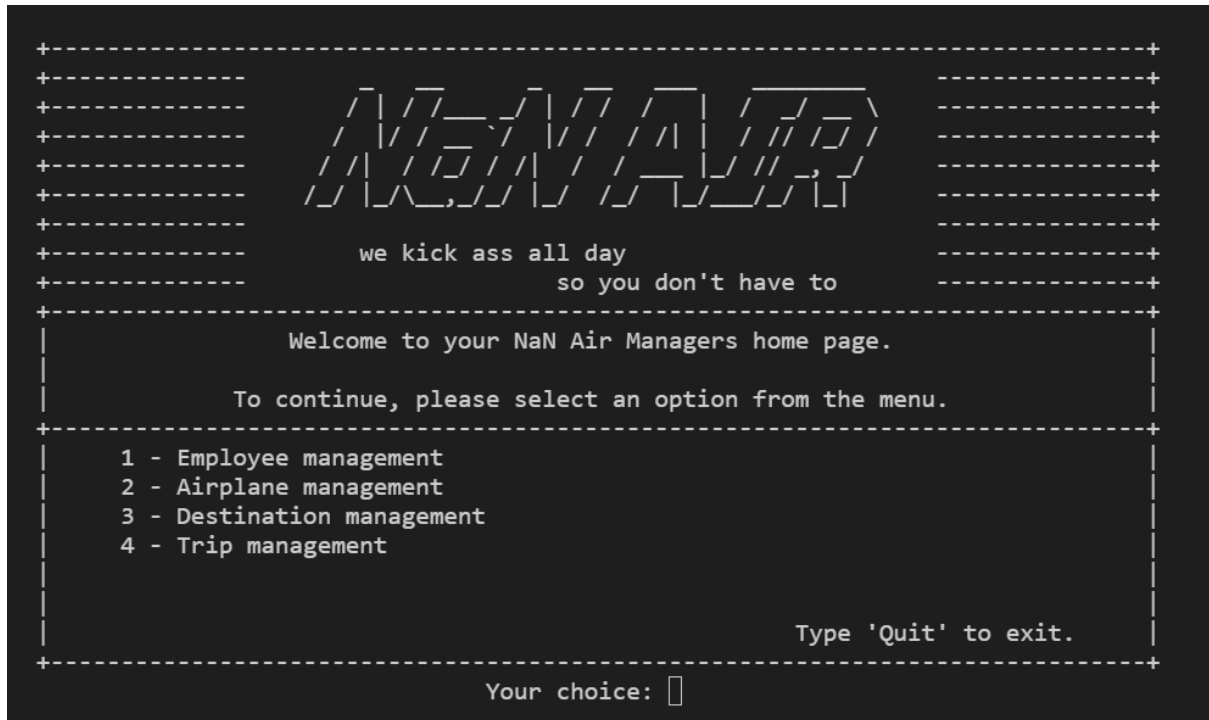 NaN AIR
we kick ass all day
so you don't have to
Welcome to your NaN Air Managers home page.
To continue, please select an option from the menu.
1 - Employee management
2 - Airplane management
3 - Destination management
4 - Trip management
Type 'Quit' to exit.
Your choice: